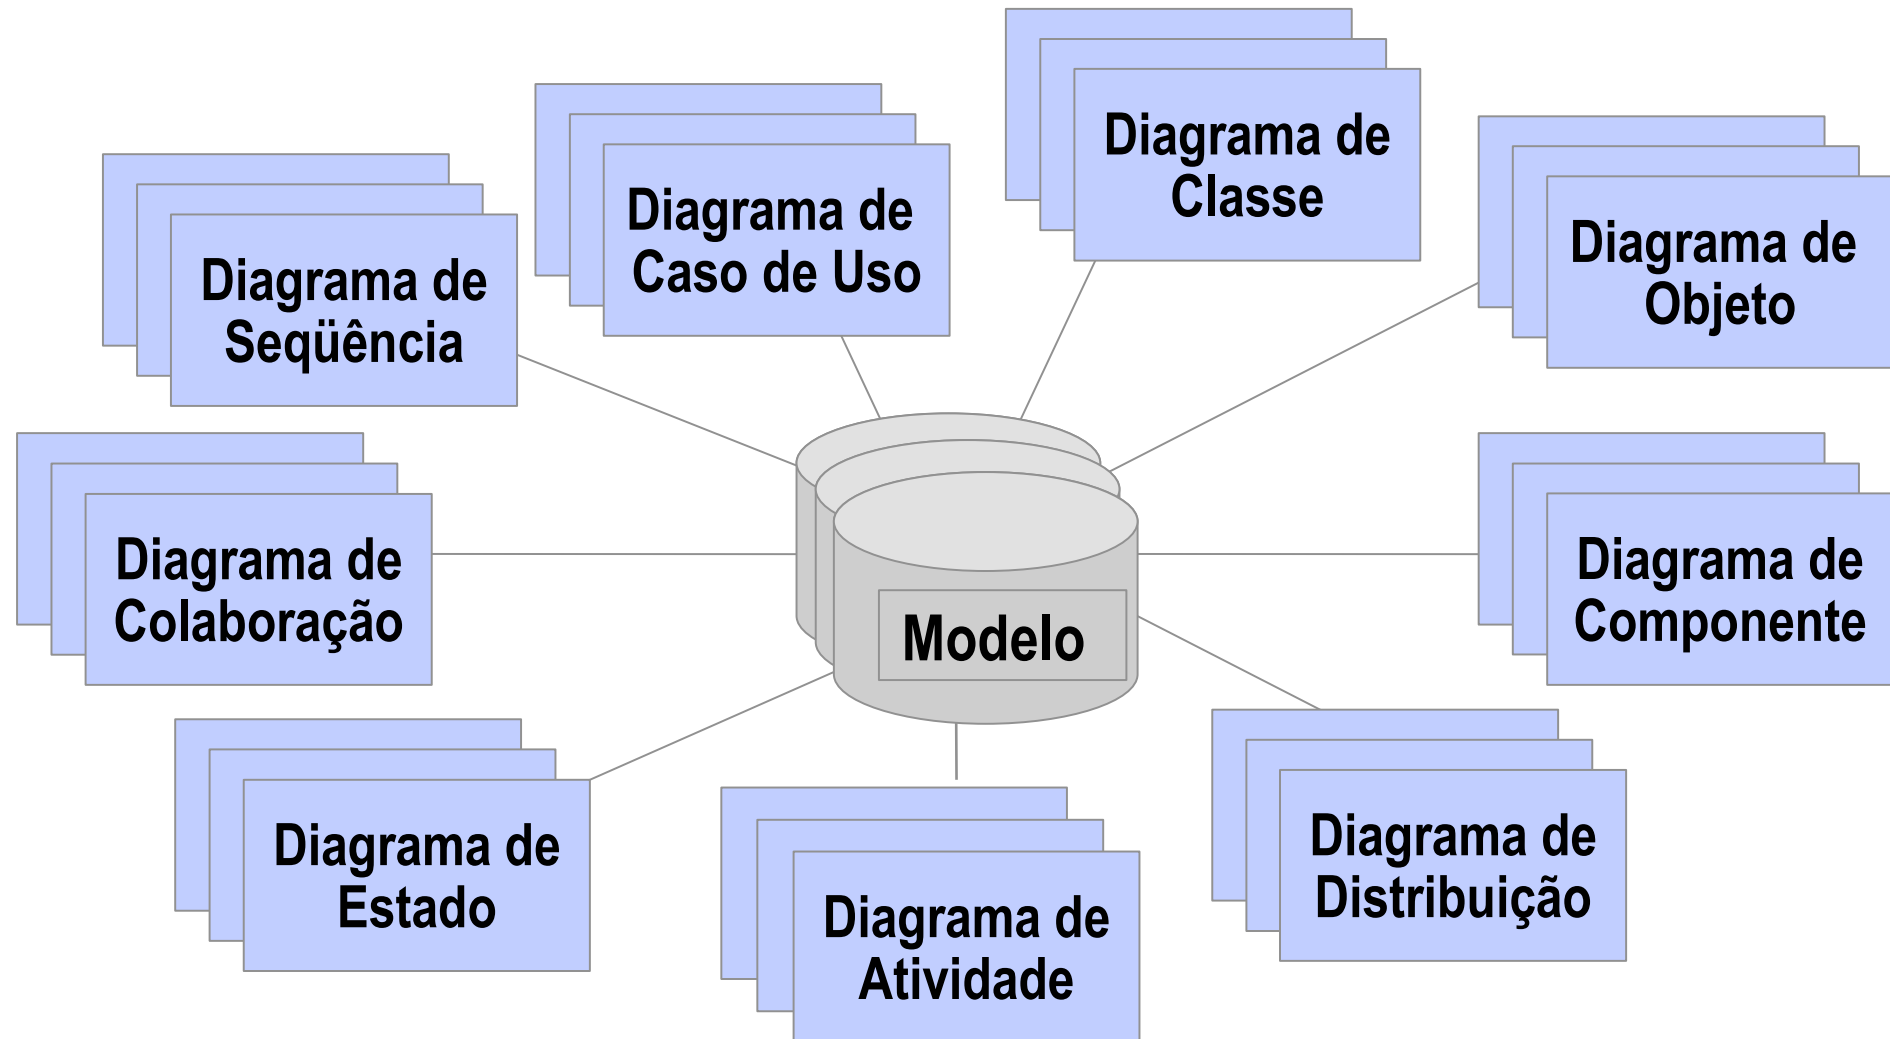 Diagrama de
Classe
Diagrama de
Caso de Uso
Diagrama de
Objeto
Diagrama de
Seqüência
Diagrama de
Colaboração
Modelo
Diagrama de
Componente
Diagrama de
Estado
Diagrama de
Atividade
Diagrama de
Distribuição